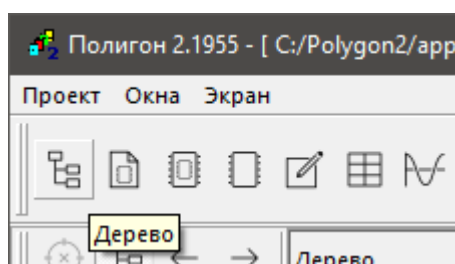 Полигон 2.1955 - [ C:/Polygon2/app
Проект Окна Экран
Дерево
Дерево